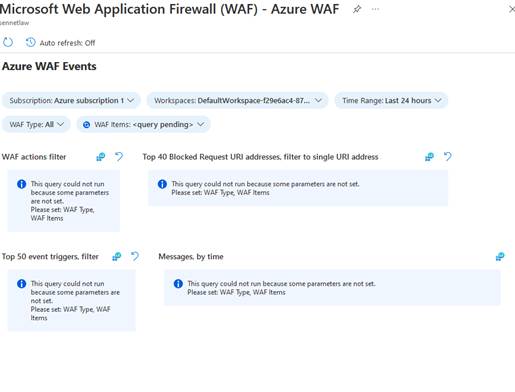 Microsoft Web Application Firewall (WAF) - Azure WAF
sennetlaw
Auto refresh: Off
Azure WAF Events
Subscription: Azure subscription 1
Workspaces: DefaultWorkspace-f29e6ac4-87...
Time Range: Last 24 hours
WAF Type: All
WAF Items: <query pending>
WAF actions filter
Top 40 Blocked Request URI addresses, filter to single URI address
This query could not run
because some parameters
are not set.
Please set: WAF Type,
WAF Items
This query could not run because some parameters are not set.
Please set: WAF Type, WAF Items
Top 50 event triggers, filter
Messages, by time
This query could not run
because some parameters are
not set.
Please set: WAF Type, WAF
Items
This query could not run because some parameters are not set.
Please set: WAF Type, WAF Items